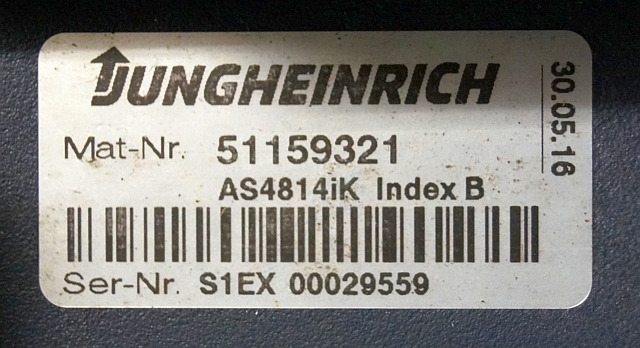 JUNGHEINRICH
30.05.16
Mat-Nr. 51159321
AS4814iK Index B
Ser-Nr. S1EX 00029559